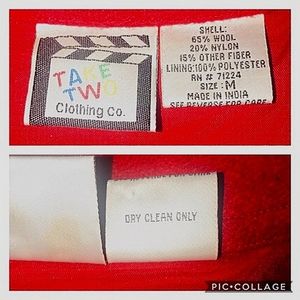 TAKE
TWO
Clothing Co.
SHELL:
65% WOOL
20% NYLON
15% OTHER FIBER
LINING:100% POLYESTER
RN # 71224
SIZE: M
MADE IN INDIA
SEE REVERSE FOR CARE
DRY CLEAN ONLY
PIC•COLLAGE